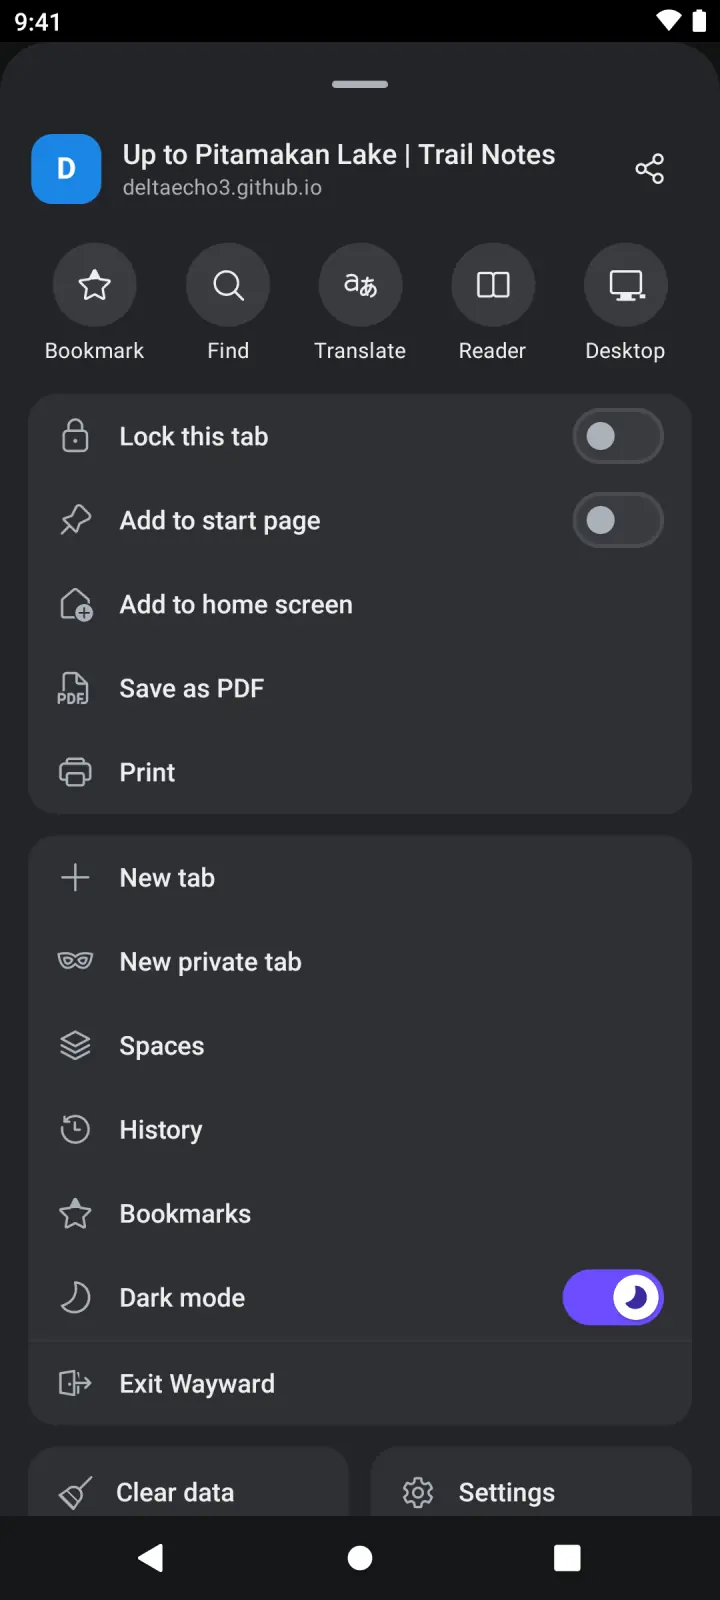 9:41
D
Up to Pitamakan Lake | Trail Notes
deltaecho3.github.io
Bookmark
Find
aあ
Translate
Reader
Desktop
Lock this tab
Add to start page
Add to home screen
PDF
Save as PDF
Print
New tab
New private tab
Spaces
History
Bookmarks
Dark mode
Exit Wayward
Clear data
Settings